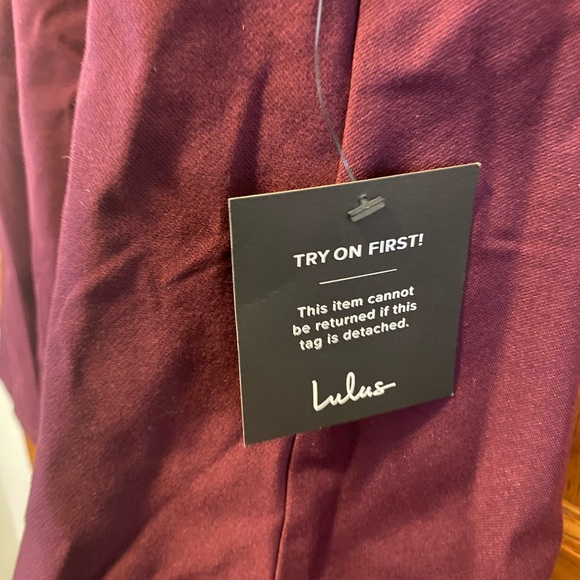 TRY ON FIRST!
This item cannot
be returned if this
tag is detached.
Lulus